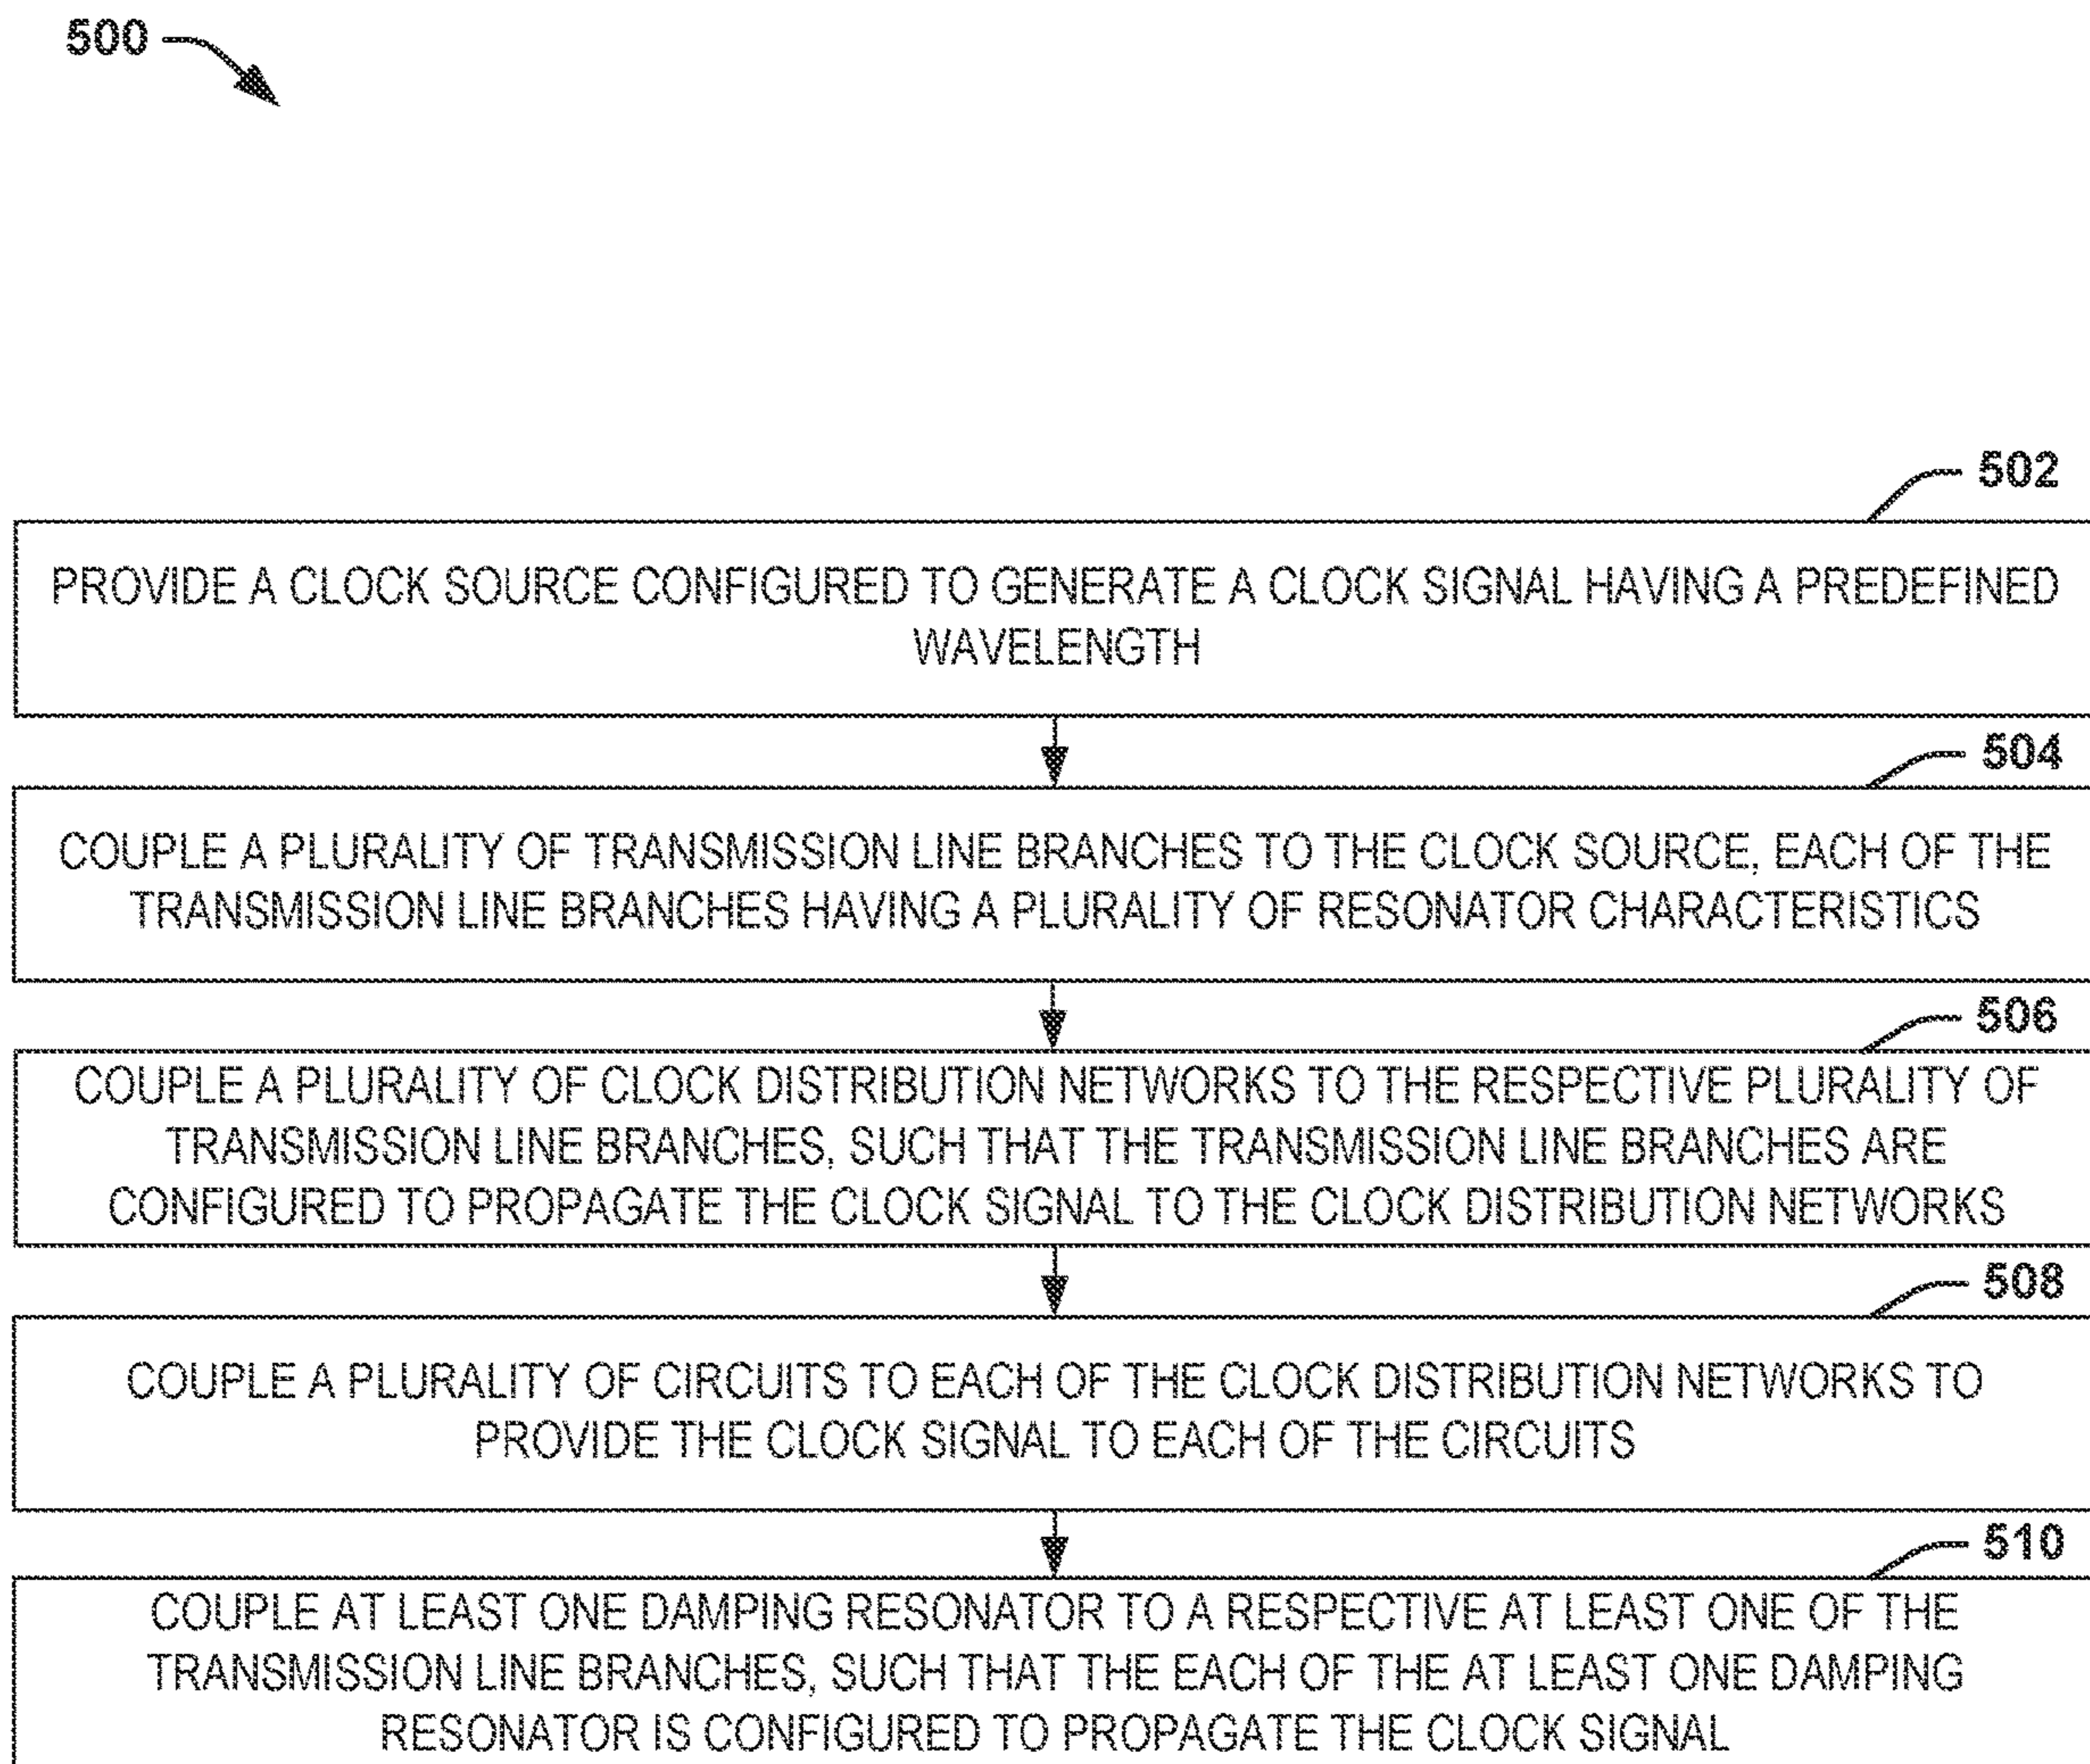 500
502
PROVIDE A CLOCK SOURCE CONFIGURED TO GENERATE A CLOCK SIGNAL HAVING A PREDEFINED
WAVELENGTH
504
COUPLE A PLURALITY OF TRANSMISSION LINE BRANCHES TO THE CLOCK SOURCE, EACH OF THE
TRANSMISSION LINE BRANCHES HAVING A PLURALITY OF RESONATOR CHARACTERISTICS
506
COUPLE A PLURALITY OF CLOCK DISTRIBUTION NETWORKS TO THE RESPECTIVE PLURALITY OF
TRANSMISSION LINE BRANCHES, SUCH THAT THE TRANSMISSION LINE BRANCHES ARE
CONFIGURED TO PROPAGATE THE CLOCK SIGNAL TO THE CLOCK DISTRIBUTION NETWORKS
508
COUPLE A PLURALITY OF CIRCUITS TO EACH OF THE CLOCK DISTRIBUTION NETWORKS TO
PROVIDE THE CLOCK SIGNAL TO EACH OF THE CIRCUITS
510
COUPLE AT LEAST ONE DAMPING RESONATOR TO A RESPECTIVE AT LEAST ONE OF THE
TRANSMISSION LINE BRANCHES, SUCH THAT THE EACH OF THE AT LEAST ONE DAMPING
RESONATOR IS CONFIGURED TO PROPAGATE THE CLOCK SIGNAL